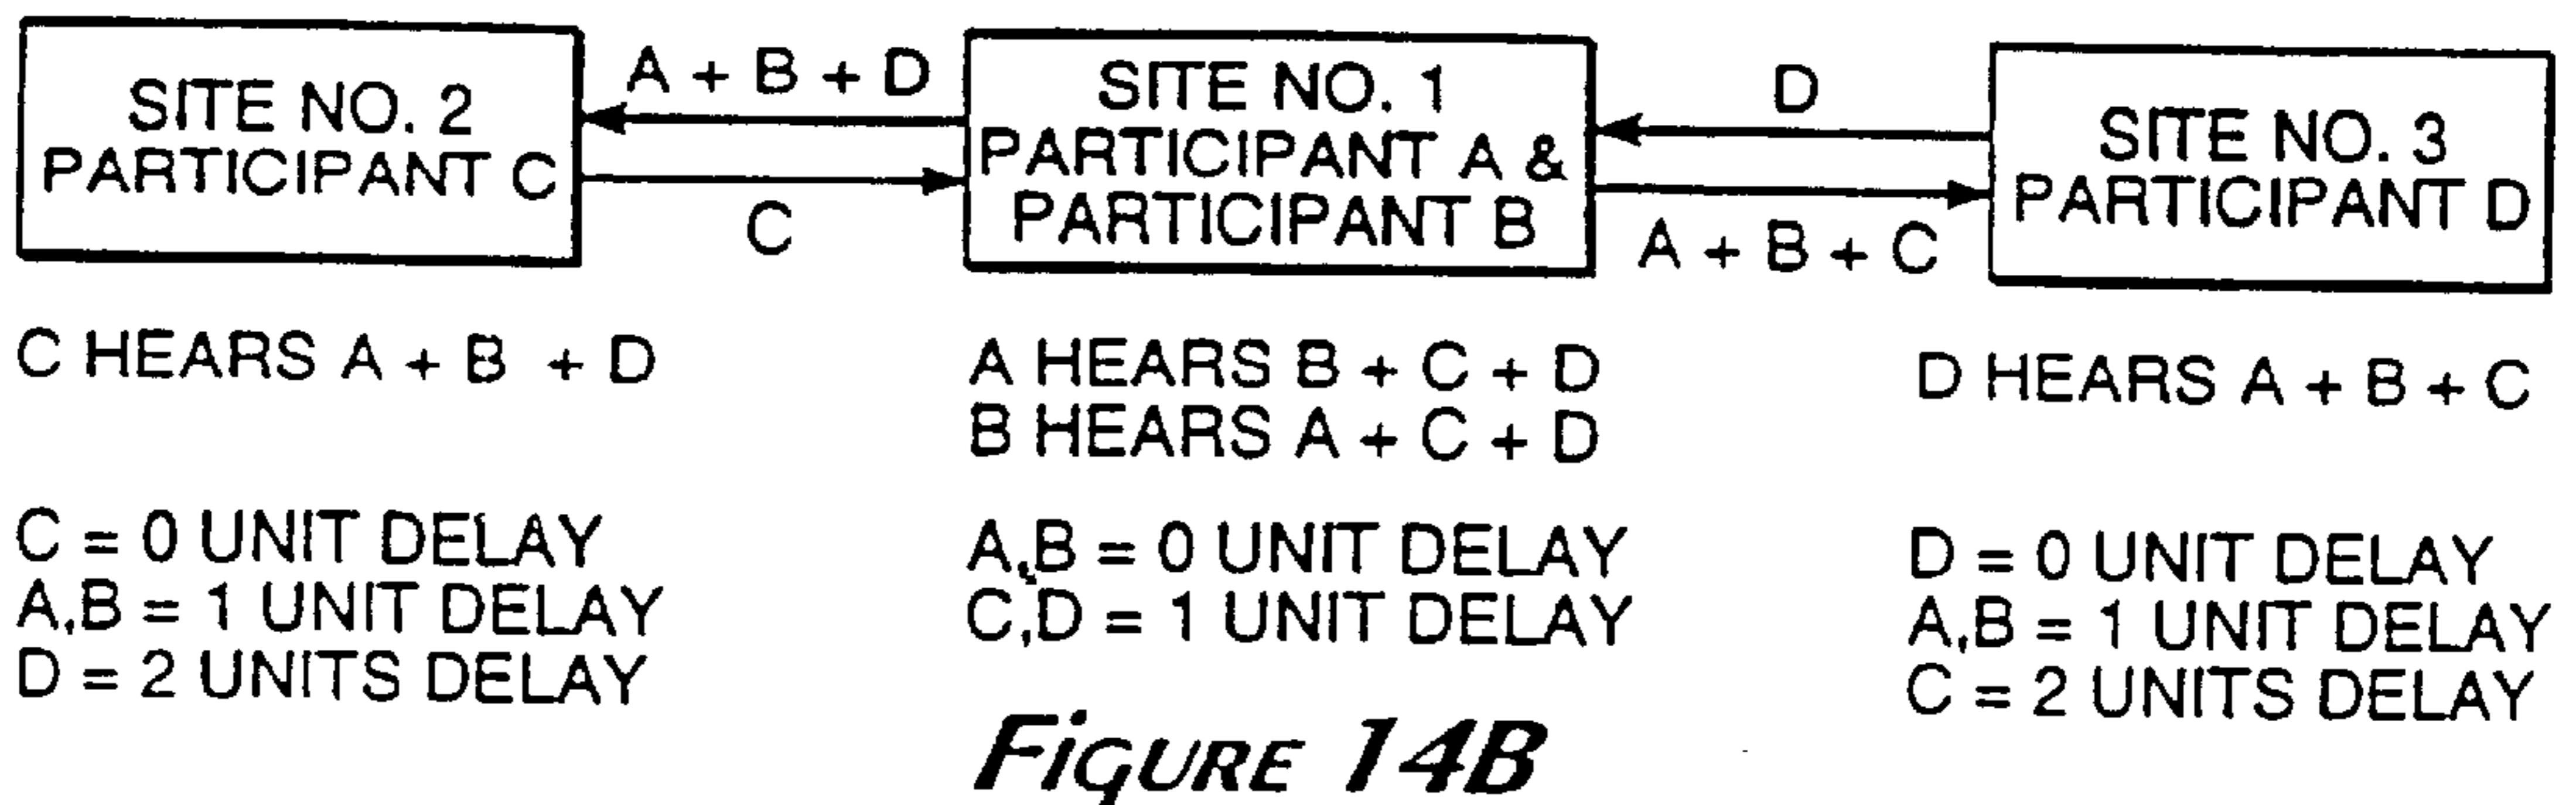 SITE NO. 2
PARTICIPANT C
A + B + D
C
SITE NO. 1
PARTICIPANT A &
PARTICIPANT B
D
A + B + C
SITE NO. 3
PARTICIPANT D
C HEARS A + B + D
A HEARS B + C + D
B HEARS A + C + D
D HEARS A + B + C
C = 0 UNIT DELAY
A,B = 1 UNIT DELAY
D = 2 UNITS DELAY
A,B = 0 UNIT DELAY
C,D = 1 UNIT DELAY
D = 0 UNIT DELAY
A,B = 1 UNIT DELAY
C = 2 UNITS DELAY
FIGURE 14B